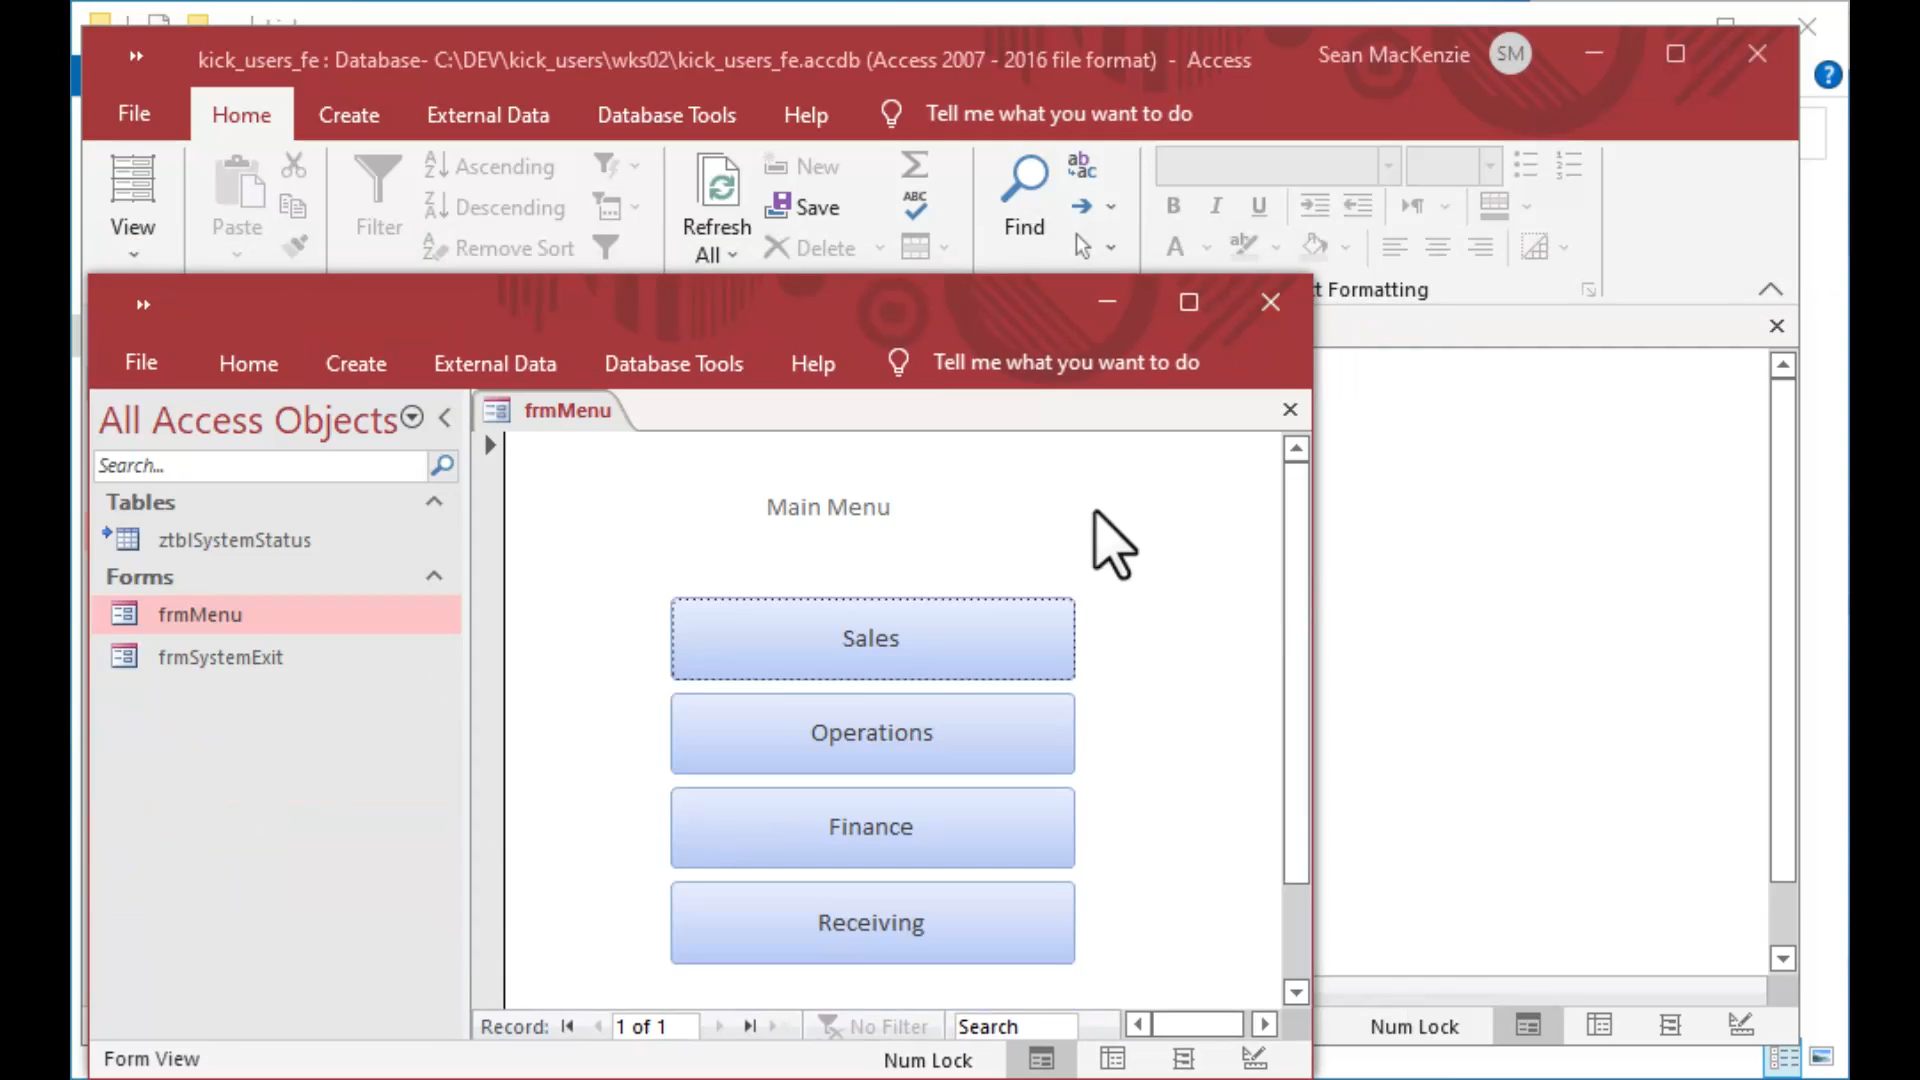 kick_users_fe : Database- C:\DEV\kick_users\wks02\kick_users_fe.accdb (Access 2007 - 2016 file format) - Access
Sean MacKenzie SM
File Home Create External Data Database Tools Help Tell me what you want to do
View
Paste
Filter
Ascending
Descending
Remove Sort
Refresh All
New
Save
Delete
Find
t Formatting
File Home Create External Data Database Tools Help Tell me what you want to do
All Access Objects
Search...
Tables
ztblSystemStatus
Forms
frmMenu
frmSystemExit
frmMenu
Main Menu
Sales
Operations
Finance
Receiving
Record: 1 of 1 No Filter Search
Num Lock
Form View Num Lock